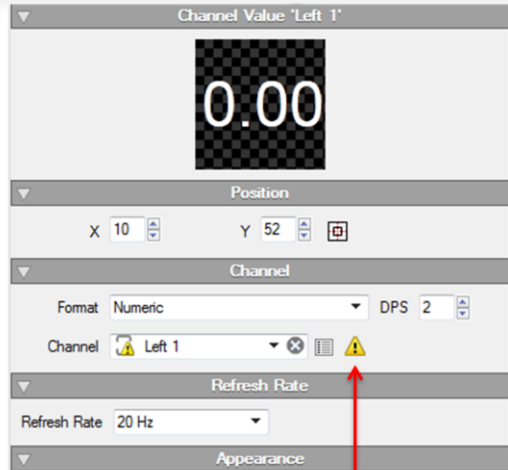 Channel Value 'Left 1'
0.00
Position
X 10 Y 52
Channel
Format Numeric DPS 2
Channel Left 1
Refresh Rate
Refresh Rate 20 Hz
Appearance